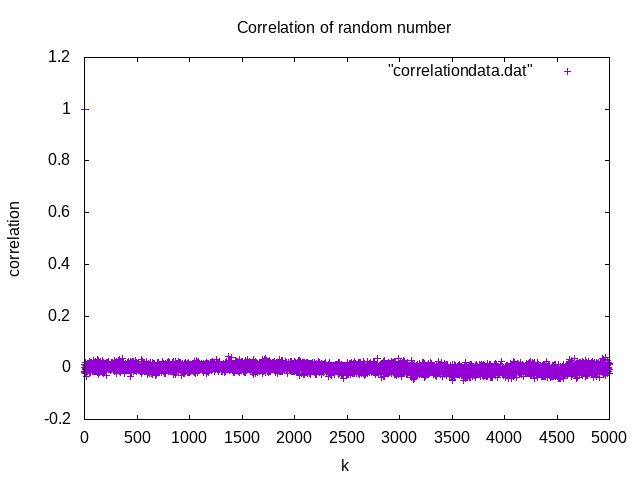 Correlation of random number
"correlationdata.dat"
1.2
1
0.8
0.6
0.4
0.2
0
-0.2
correlation
0 500 1000 1500 2000 2500 3000 3500 4000 4500 5000
k